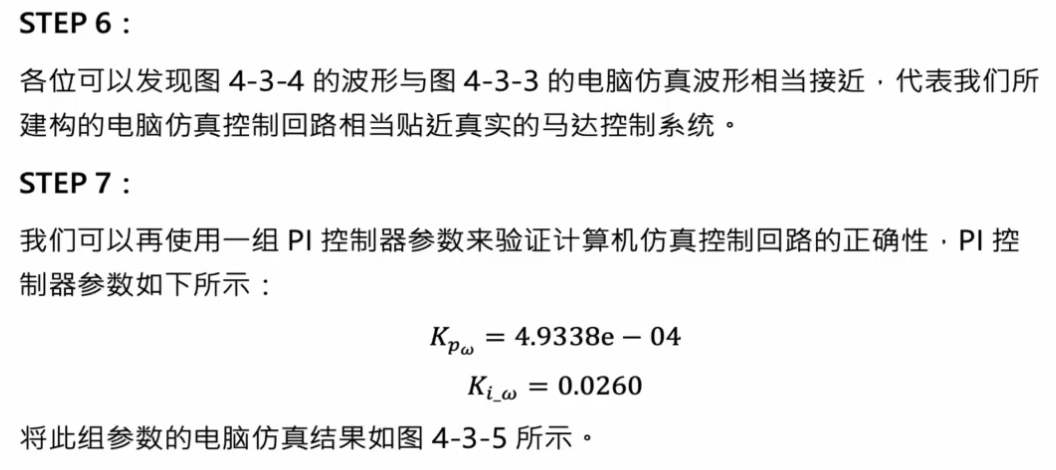 STEP 6：
各位可以发现图 4-3-4 的波形与图 4-3-3 的电脑仿真波形相当接近，代表我们所
建构的电脑仿真控制回路相当贴近真实的马达控制系统。
STEP 7：
我们可以再使用一组 PI 控制器参数来验证计算机仿真控制回路的正确性，PI 控
制器参数如下所示：
K_{p_ω} = 4.9338e − 04
K_{i_ω} = 0.0260
将此组参数的电脑仿真结果如图 4-3-5 所示。